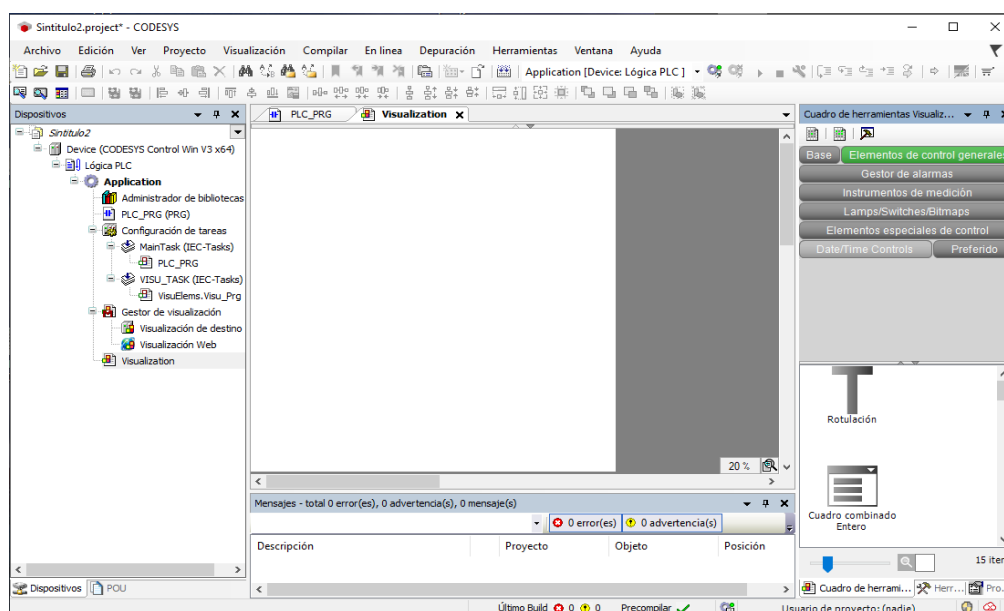 Sintitulo2.project* - CODESYS
Archivo Edición Ver Proyecto Visualización Compilar En linea Depuración Herramientas Ventana Ayuda
Application [Device: Lógica PLC]
Dispositivos
Sintitulo2
Device (CODESYS Control Win V3 x64)
Lógica PLC
Application
Administrador de bibliotecas
PLC_PRG (PRG)
Configuración de tareas
MainTask (IEC-Tasks)
PLC_PRG
VISU_TASK (IEC-Tasks)
VisuElems.Visu_Prg
Gestor de visualización
Visualización de destino
Visualización Web
Visualization
Dispositivos POU
PLC_PRG Visualization
20 %
Mensajes - total 0 error(es), 0 advertencia(s), 0 mensaje(s)
0 error(es) 0 advertencia(s)
Descripción Proyecto Objeto Posición
Cuadro de herramientas Visualiz...
Base Elementos de control generales
Gestor de alarmas
Instrumentos de medición
Lamps/Switches/Bitmaps
Elementos especiales de control
Date/Time Controls Preferido
Rotulación
Cuadro combinado
Entero
15 iter
Cuadro de herrami... Herr... Pro...
Último Build 0 0 Precompilar Usuario de proyecto: (nadie)